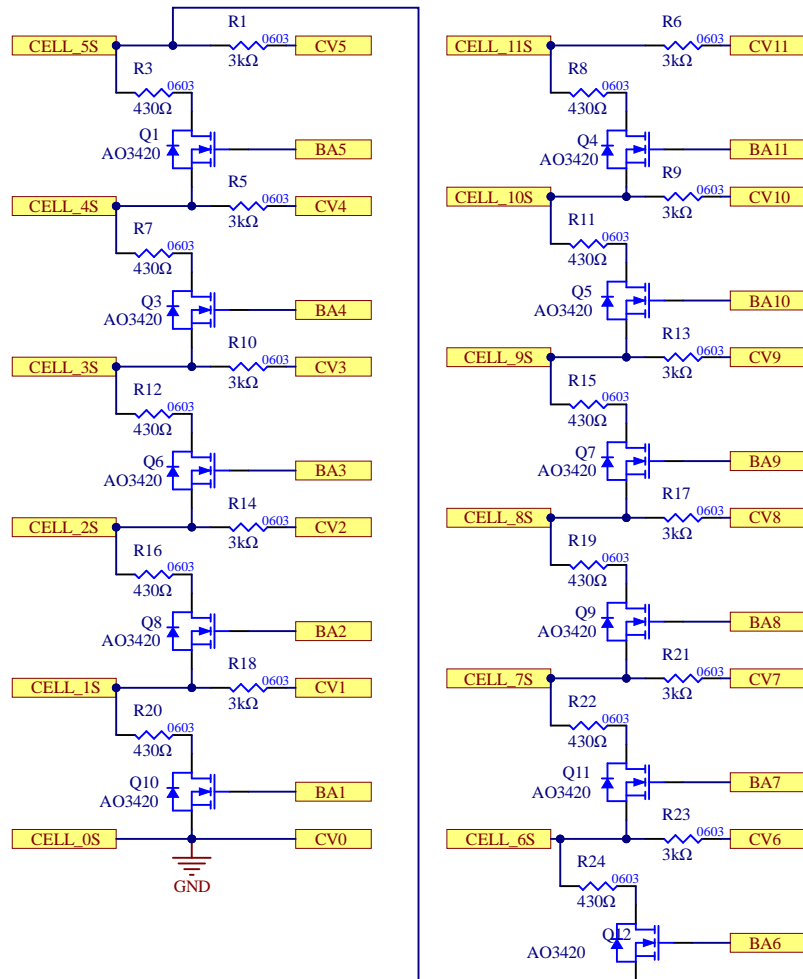 CELL_5S
R1
0603
3kΩ
CV5
R3
0603
430Ω
Q1
AO3420
BA5
R5
CELL_4S
0603
3kΩ
CV4
R7
0603
430Ω
Q3
AO3420
BA4
R10
CELL_3S
0603
3kΩ
CV3
R12
0603
430Ω
Q6
AO3420
BA3
R14
CELL_2S
0603
3kΩ
CV2
R16
0603
430Ω
Q8
AO3420
BA2
R18
CELL_1S
0603
3kΩ
CV1
R20
0603
430Ω
Q10
AO3420
BA1
CELL_0S
CV0
GND
CELL_11S
R6
0603
3kΩ
CV11
R8
0603
430Ω
Q4
AO3420
BA11
R9
CELL_10S
0603
3kΩ
CV10
R11
0603
430Ω
Q5
AO3420
BA10
R13
CELL_9S
0603
3kΩ
CV9
R15
0603
430Ω
Q7
AO3420
BA9
R17
CELL_8S
0603
3kΩ
CV8
R19
0603
430Ω
Q9
AO3420
BA8
R21
CELL_7S
0603
3kΩ
CV7
R22
0603
430Ω
Q11
AO3420
BA7
R23
CELL_6S
0603
3kΩ
CV6
R24
0603
430Ω
Q12
AO3420
BA6